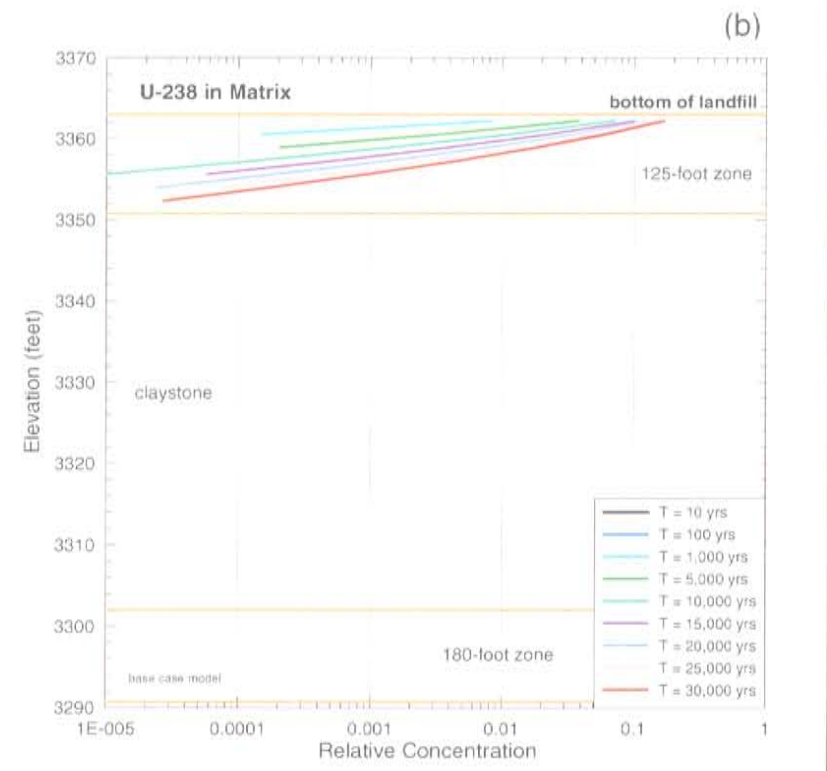 (b)
3370
U-238 in Matrix
bottom of landfill
3360
125-foot zone
3350
3340
Elevation (feet)
3330
claystone
3320
3310
3300
180-foot zone
base case model
3290
T = 10 yrs
T = 100 yrs
T = 1,000 yrs
T = 5,000 yrs
T = 10,000 yrs
T = 15,000 yrs
T = 20,000 yrs
T = 25,000 yrs
T = 30,000 yrs
1E-005 0.0001 0.001 0.01 0.1 1
Relative Concentration